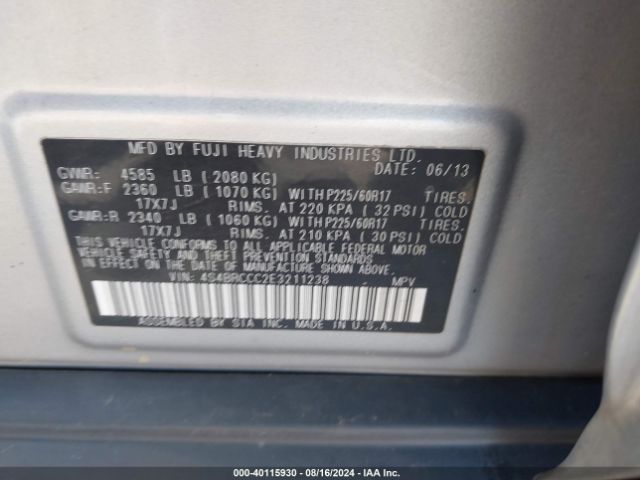 MFD BY FUJI HEAVY INDUSTRIES LTD.
GVWR: 4585 LB ( 2080 KG) DATE: 06/13
GAWR:F 2360 LB ( 1070 KG) WITH P225/60R17 TIRES.
17X7J RIMS. AT 220 KPA ( 32 PSI) COLD
GAWR:R 2340 LB ( 1060 KG) WITH P225/60R17 TIRES.
17X7J RIMS. AT 210 KPA ( 30 PSI) COLD
THIS VEHICLE CONFORMS TO ALL APPLICABLE FEDERAL MOTOR
VEHICLE SAFETY AND THEFT PREVENTION STANDARDS IN EFFECT
ON THE DATE OF MANUFACTURE SHOWN ABOVE.
VIN: 4S4BRCCC2E3211238 MPV
ASSEMBLED BY SIA INC. MADE IN U.S.A.
000-40115930 - 08/16/2024 - IAA Inc.